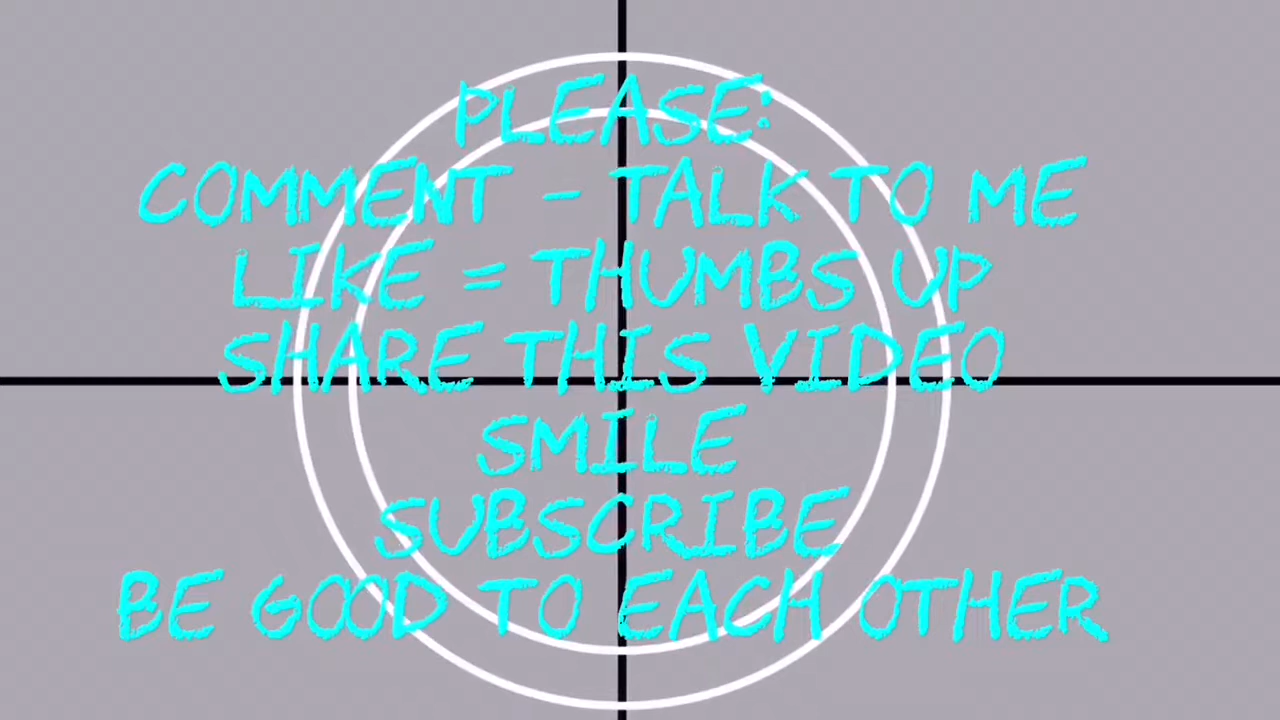 PLEASE:
COMMENT - TALK TO ME
LIKE = THUMBS UP
SHARE THIS VIDEO
SMILE
SUBSCRIBE
BE GOOD TO EACH OTHER